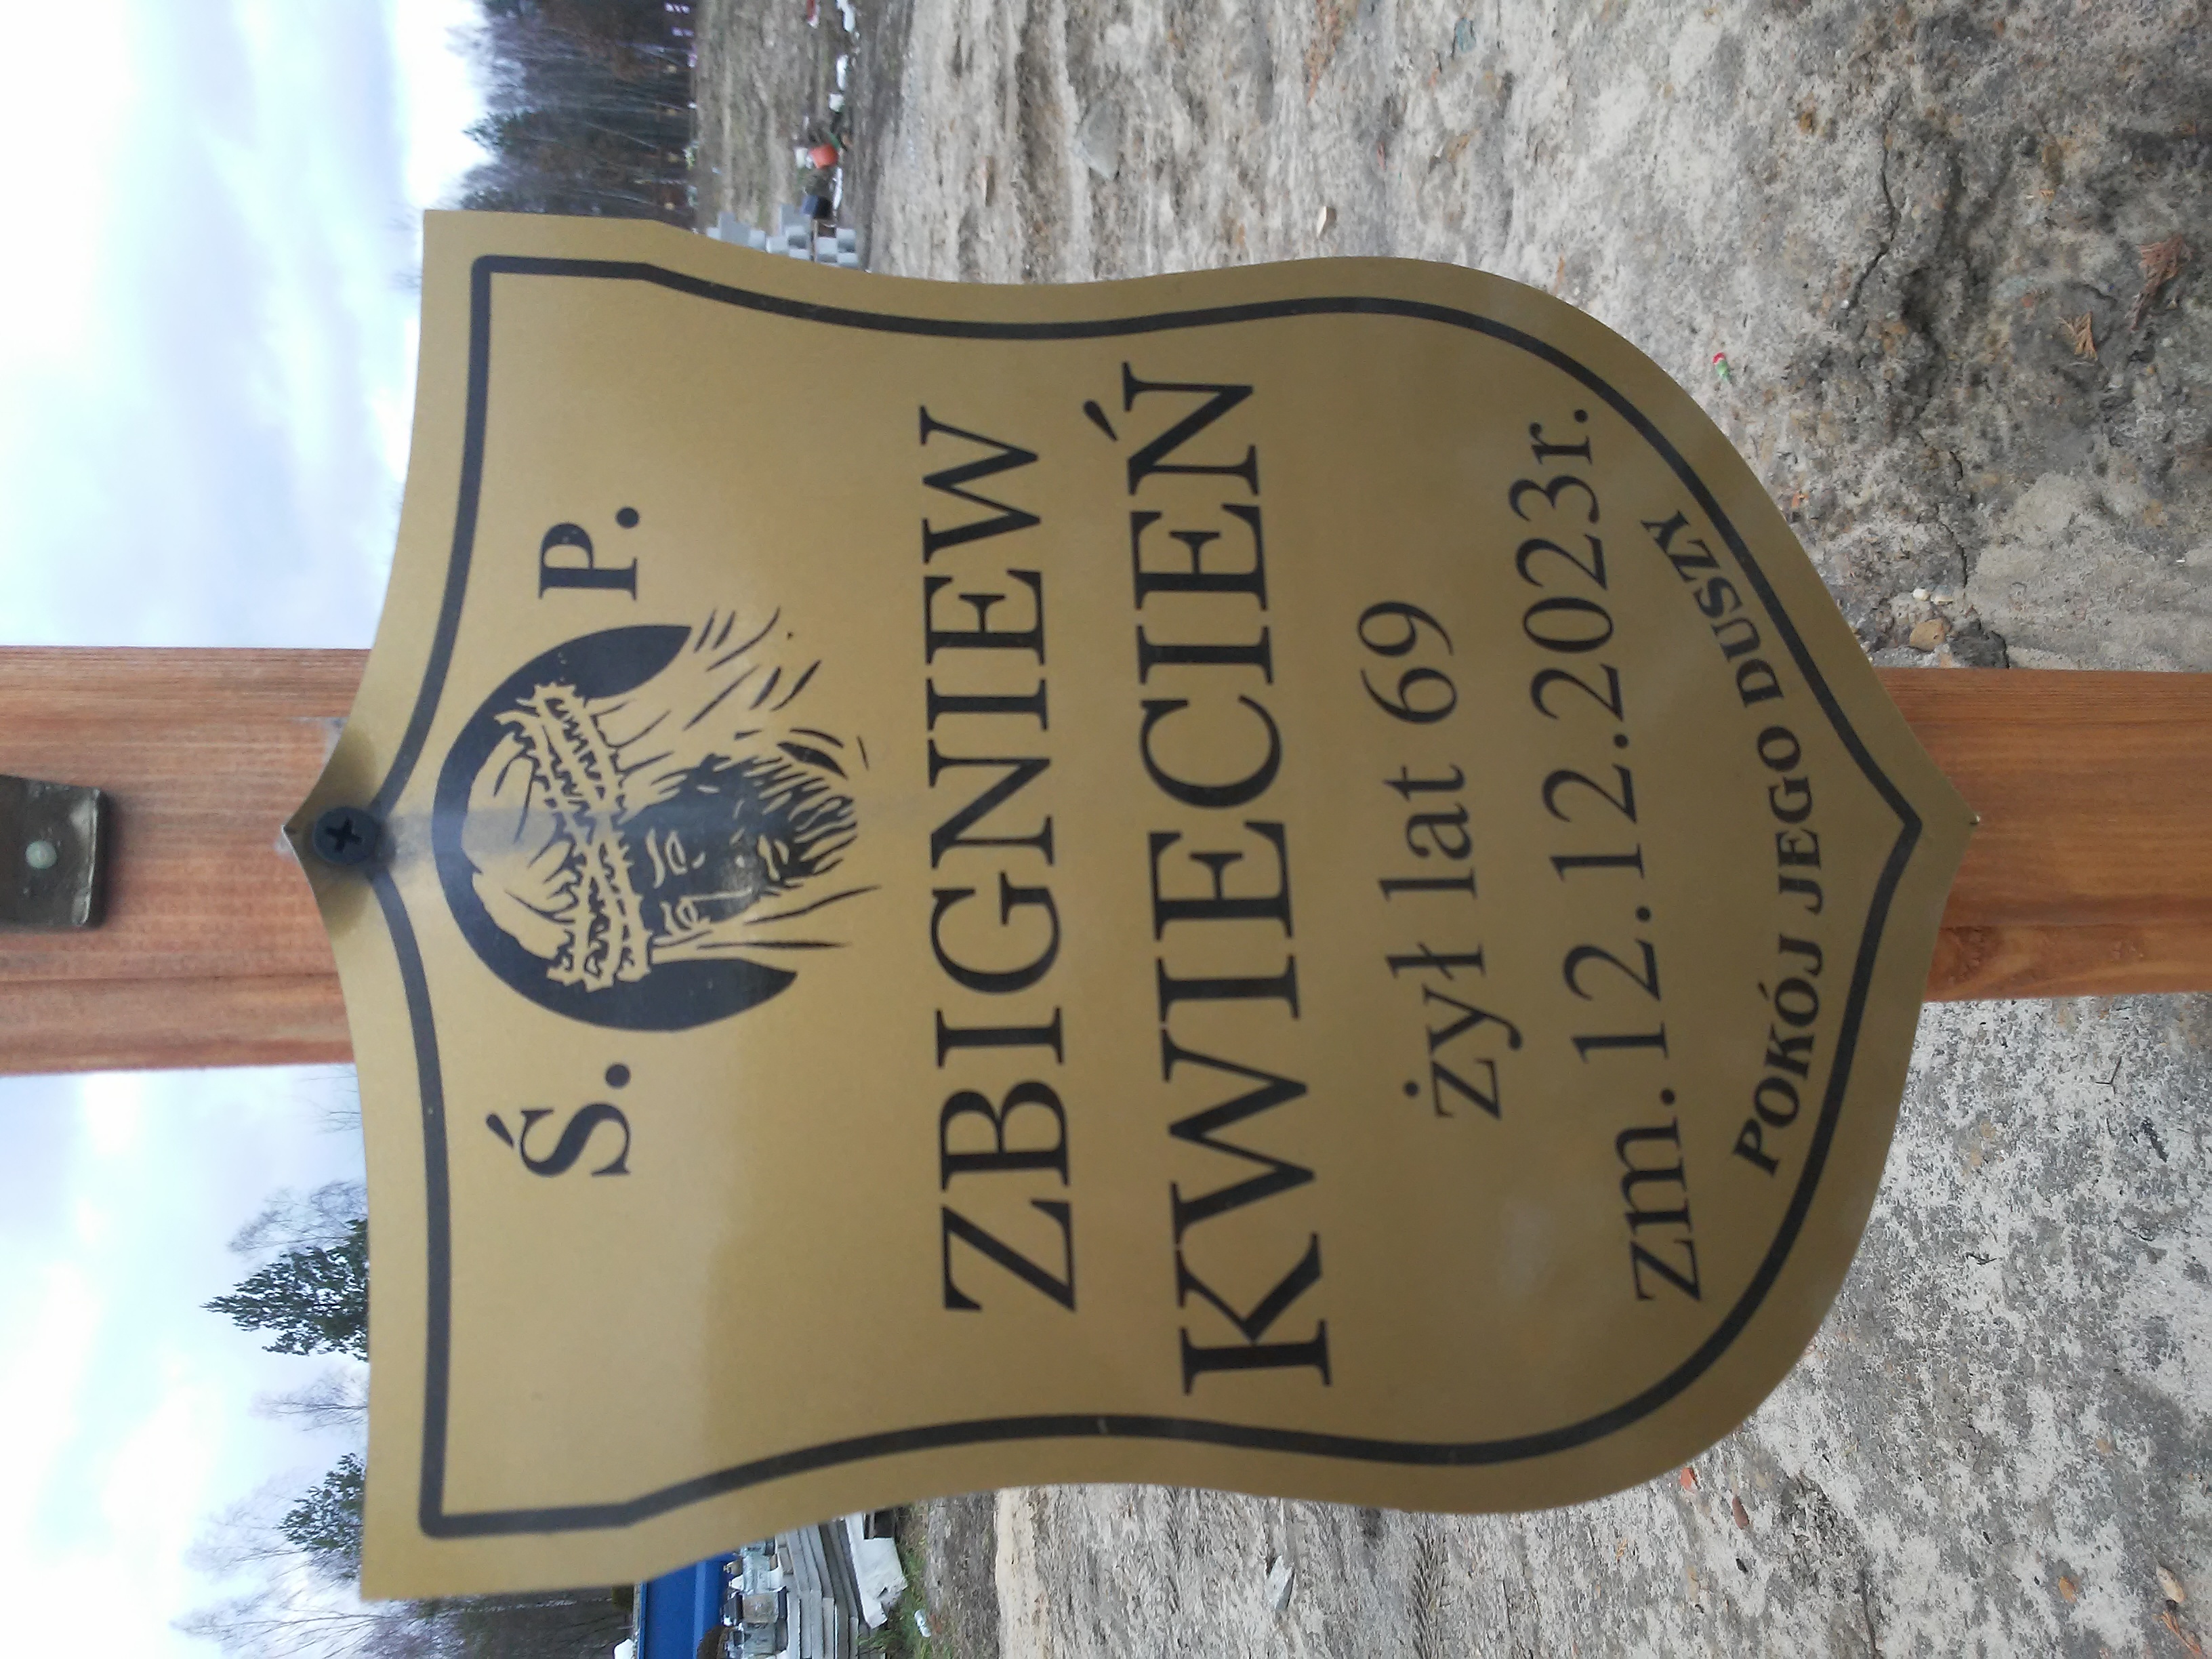 Ś. P.
ZBIGNIEW
KWIECIEŃ
żył lat 69
zm. 12.12.2023r.
POKÓJ JEGO DUSZY